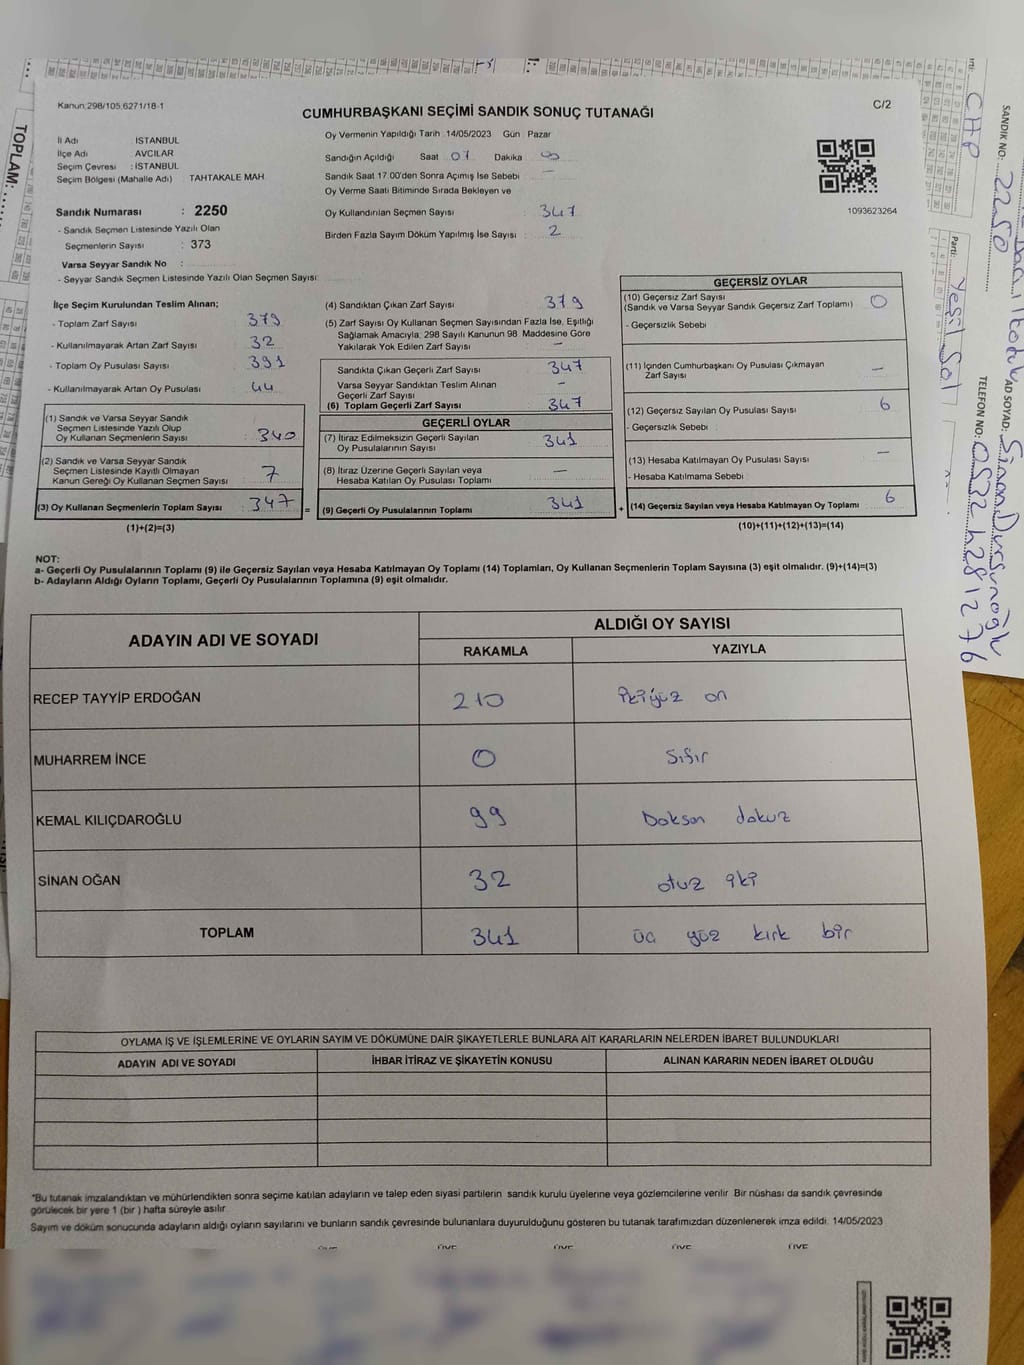 Kanun:298/105,6271/18-1
C/2
CUMHURBAŞKANI SEÇİMİ SANDIK SONUÇ TUTANAĞI
İl Adı İSTANBUL
İlçe Adı AVCILAR
Seçim Çevresi : İSTANBUL
Seçim Bölgesi (Mahalle Adı) TAHTAKALE MAH.
Sandık Numarası : 2250
- Sandık Seçmen Listesinde Yazılı Olan
Seçmenlerin Sayısı : 373
Varsa Seyyar Sandık No :
- Seyyar Sandık Seçmen Listesinde Yazılı Olan Seçmen Sayısı:
Oy Vermenin Yapıldığı Tarih 14/05/2023 Gün Pazar
Sandığın Açıldığı Saat 07 Dakika
Sandık Saat 17:00'den Sonra Açımış İse Sebebi —
Oy Verme Saati Bitiminde Sırada Bekleyen ve
Oy Kullandırılan Seçmen Sayısı : 347
Birden Fazla Sayım Döküm Yapılmış İse Sayısı : 2
1093623264
İlçe Seçim Kurulundan Teslim Alınan;
- Toplam Zarf Sayısı : 379
- Kullanılmayarak Artan Zarf Sayısı : 32
- Toplam Oy Pusulası Sayısı : 391
- Kullanılmayarak Artan Oy Pusulası : 44
(1) Sandık ve Varsa Seyyar Sandık
Seçmen Listesinde Yazılı Olup
Oy Kullanan Seçmenlerin Sayısı : 340
(2) Sandık ve Varsa Seyyar Sandık
Seçmen Listesinde Kayıtlı Olmayan
Kanun Gereği Oy Kullanan Seçmen Sayısı : 7
(3) Oy Kullanan Seçmenlerin Toplam Sayısı : 347
(1)+(2)=(3)
(4) Sandıktan Çıkan Zarf Sayısı 379
(5) Zarf Sayısı Oy Kullanan Seçmen Sayısından Fazla İse, Eşitliği
Sağlamak Amacıyla; 298 Sayılı Kanunun 98. Maddesine Göre
Yakılarak Yok Edilen Zarf Sayısı —
Sandıkta Çıkan Geçerli Zarf Sayısı 347
Varsa Seyyar Sandıktan Teslim Alınan
Geçerli Zarf Sayısı —
(6) Toplam Geçerli Zarf Sayısı 347
GEÇERLİ OYLAR
(7) İtiraz Edilmeksizin Geçerli Sayılan
Oy Pusulalarının Sayısı 341
(8) İtiraz Üzerine Geçerli Sayılan veya
Hesaba Katılan Oy Pusulası Toplamı —
= (9) Geçerli Oy Pusulalarının Toplamı 341
GEÇERSİZ OYLAR
(10) Geçersiz Zarf Sayısı
(Sandık ve Varsa Seyyar Sandık Geçersiz Zarf Toplamı) 0
- Geçersizlik Sebebi
(11) İçinden Cumhurbaşkanı Oy Pusulası Çıkmayan
Zarf Sayısı —
(12) Geçersiz Sayılan Oy Pusulası Sayısı 6
- Geçersizlik Sebebi :
(13) Hesaba Katılmayan Oy Pusulası Sayısı —
- Hesaba Katılmama Sebebi
+ (14) Geçersiz Sayılan veya Hesaba Katılmayan Oy Toplamı 6
(10)+(11)+(12)+(13)=(14)
NOT:
a- Geçerli Oy Pusulalarının Toplamı (9) ile Geçersiz Sayılan veya Hesaba Katılmayan Oy Toplamı (14) Toplamları, Oy Kullanan Seçmenlerin Toplam Sayısına (3) eşit olmalıdır. (9)+(14)=(3)
b- Adayların Aldığı Oyların Toplamı, Geçerli Oy Pusulalarının Toplamına (9) eşit olmalıdır.
ADAYIN ADI VE SOYADI ALDIĞI OY SAYISI
RAKAMLA YAZIYLA
RECEP TAYYİP ERDOĞAN 210 İkiyüz on
MUHARREM İNCE 0 Sıfır
KEMAL KILIÇDAROĞLU 99 Doksan dokuz
SİNAN OĞAN 32 otuz iki
TOPLAM 341 üç yüz kırk bir
OYLAMA İŞ VE İŞLEMLERİNE VE OYLARIN SAYIM VE DÖKÜMÜNE DAİR ŞİKAYETLERLE BUNLARA AİT KARARLARIN NELERDEN İBARET BULUNDUKLARI
ADAYIN ADI VE SOYADI İHBAR İTİRAZ VE ŞİKAYETİN KONUSU ALINAN KARARIN NEDEN İBARET OLDUĞU
*Bu tutanak imzalandıktan ve mühürlendikten sonra seçime katılan adayların ve talep eden siyasi partilerin sandık kurulu üyelerine veya gözlemcilerine verilir. Bir nüshası da sandık çevresinde
görülecek bir yere 1 (bir) hafta süreyle asılır.
Sayım ve döküm sonucunda adayların aldığı oyların sayılarını ve bunların sandık çevresinde bulunanlara duyurulduğunu gösteren bu tutanak tarafımızdan düzenlenerek imza edildi. 14/05/2023
TOPLAM:
CHP
SANDIK NO: 2250
Parti: Yeşil Sol
AD SOYAD: Sinan Dursunoğlu
TELEFON NO: 0532 4281276